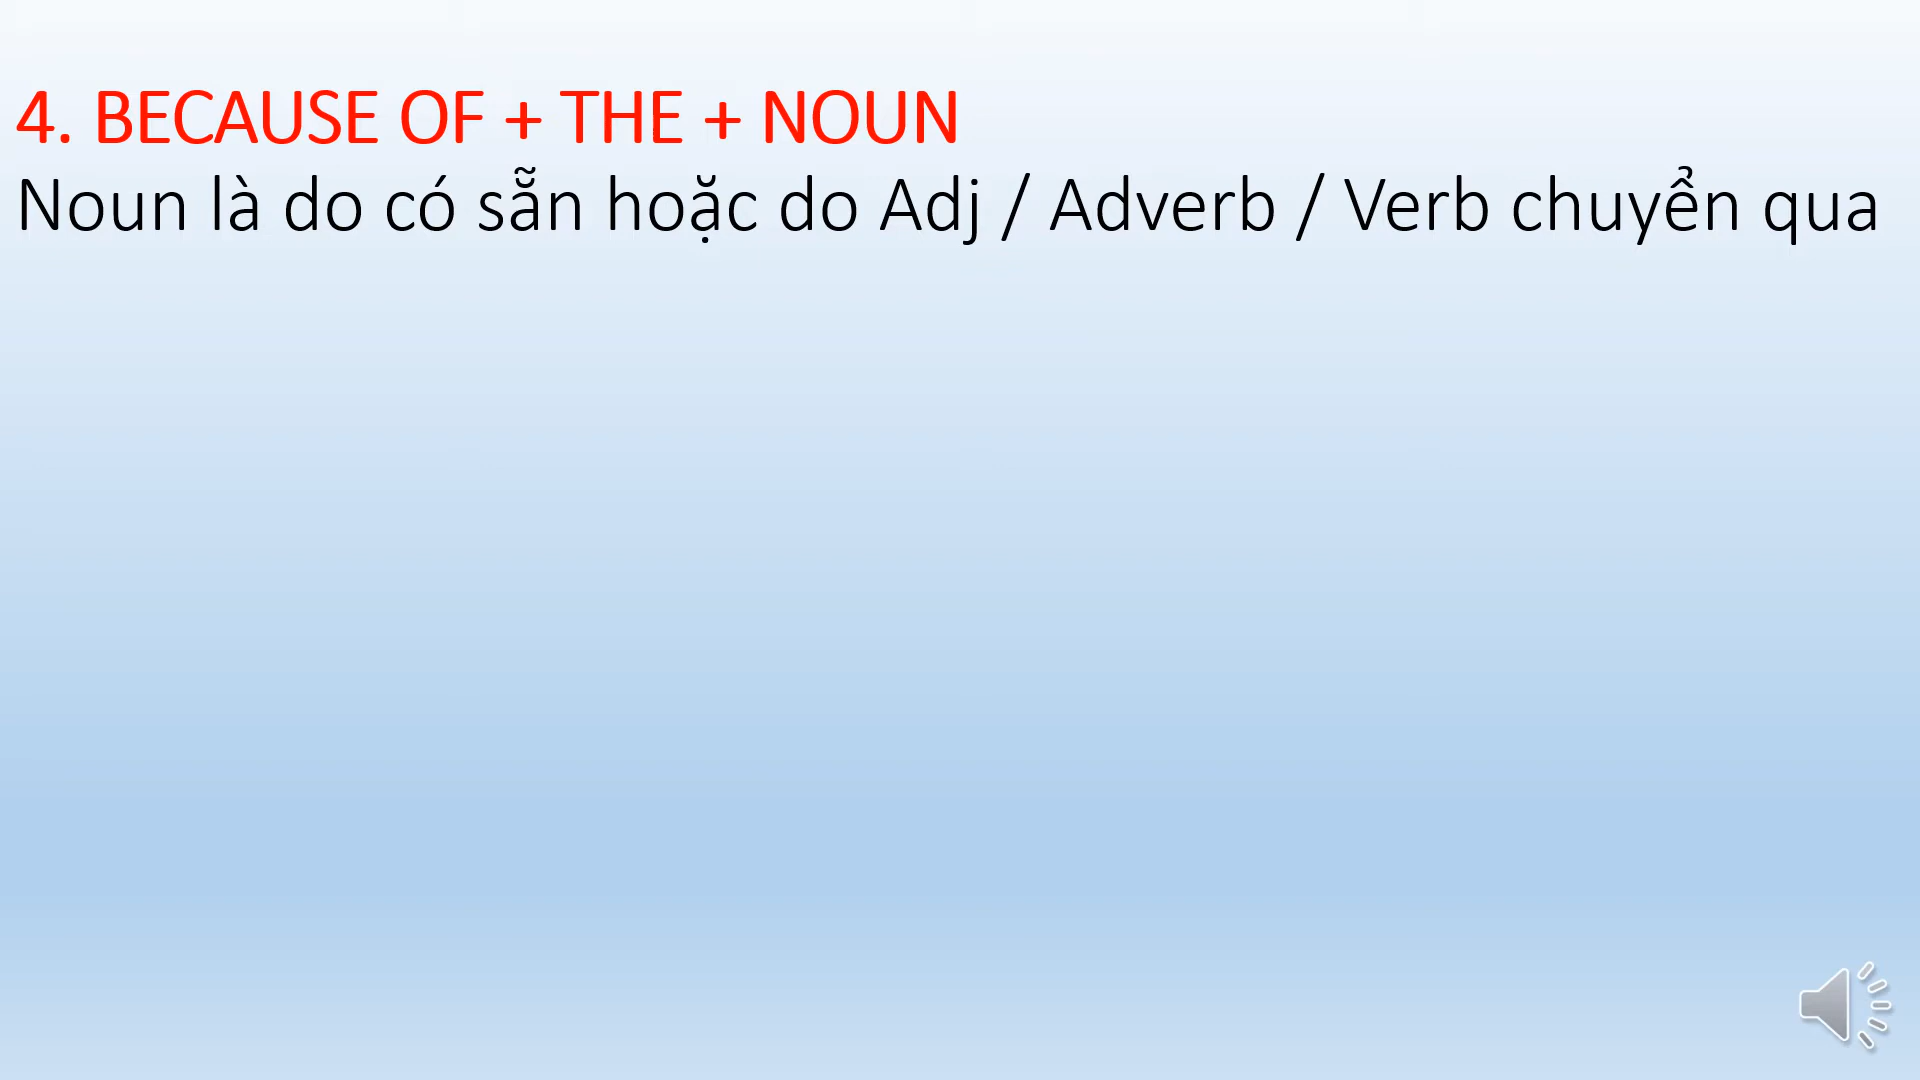 4. BECAUSE OF + THE + NOUN
Noun là do có sẵn hoặc do Adj / Adverb / Verb chuyển qua